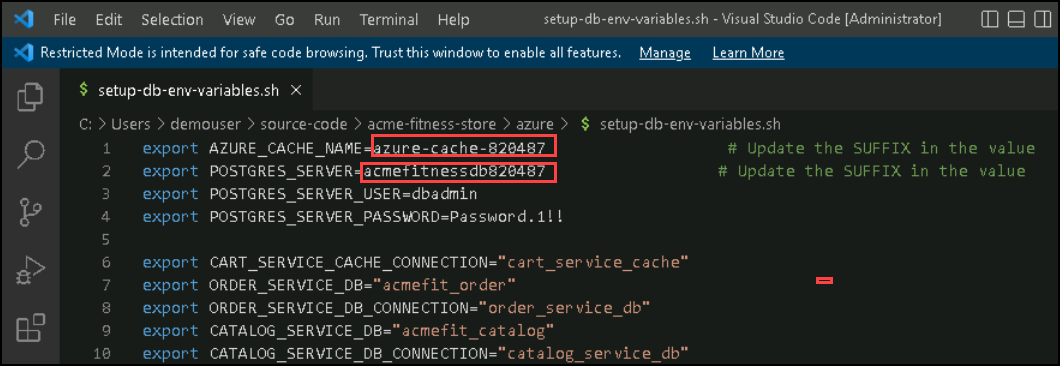 File Edit Selection View Go Run Terminal Help setup-db-env-variables.sh - Visual Studio Code [Administrator]
Restricted Mode is intended for safe code browsing. Trust this window to enable all features. Manage Learn More
$ setup-db-env-variables.sh ×
C: > Users > demouser > source-code > acme-fitness-store > azure > $ setup-db-env-variables.sh
1 export AZURE_CACHE_NAME=azure-cache-820487 # Update the SUFFIX in the value
2 export POSTGRES_SERVER=acmefitnessdb820487 # Update the SUFFIX in the value
3 export POSTGRES_SERVER_USER=dbadmin
4 export POSTGRES_SERVER_PASSWORD=Password.1!!
5
6 export CART_SERVICE_CACHE_CONNECTION="cart_service_cache"
7 export ORDER_SERVICE_DB="acmefit_order"
8 export ORDER_SERVICE_DB_CONNECTION="order_service_db"
9 export CATALOG_SERVICE_DB="acmefit_catalog"
10 export CATALOG_SERVICE_DB_CONNECTION="catalog_service_db"